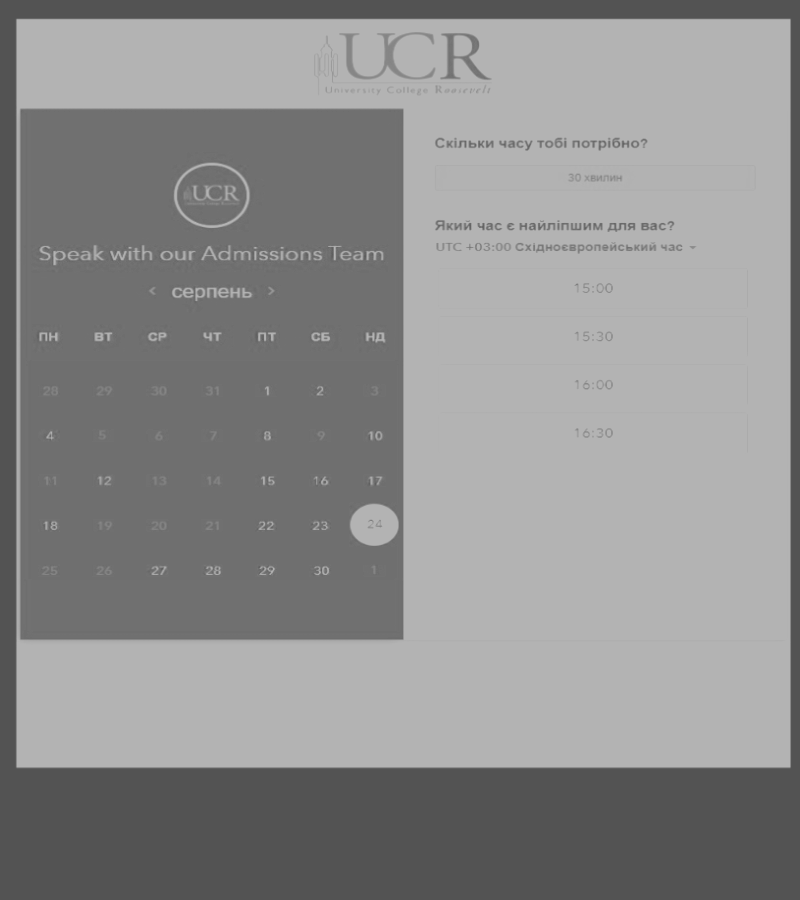 UCR
University College Roosevelt
UCR
Speak with our Admissions Team
< серпень >
ПН ВТ СР ЧТ ПТ СБ НД
28 29 30 31 1 2 3
4 5 6 7 8 9 10
11 12 13 14 15 16 17
18 19 20 21 22 23 24
25 26 27 28 29 30 1
Скільки часу тобі потрібно?
30 хвилин
Який час є найліпшим для вас?
UTC +03:00 Східноєвропейський час
15:00
15:30
16:00
16:30